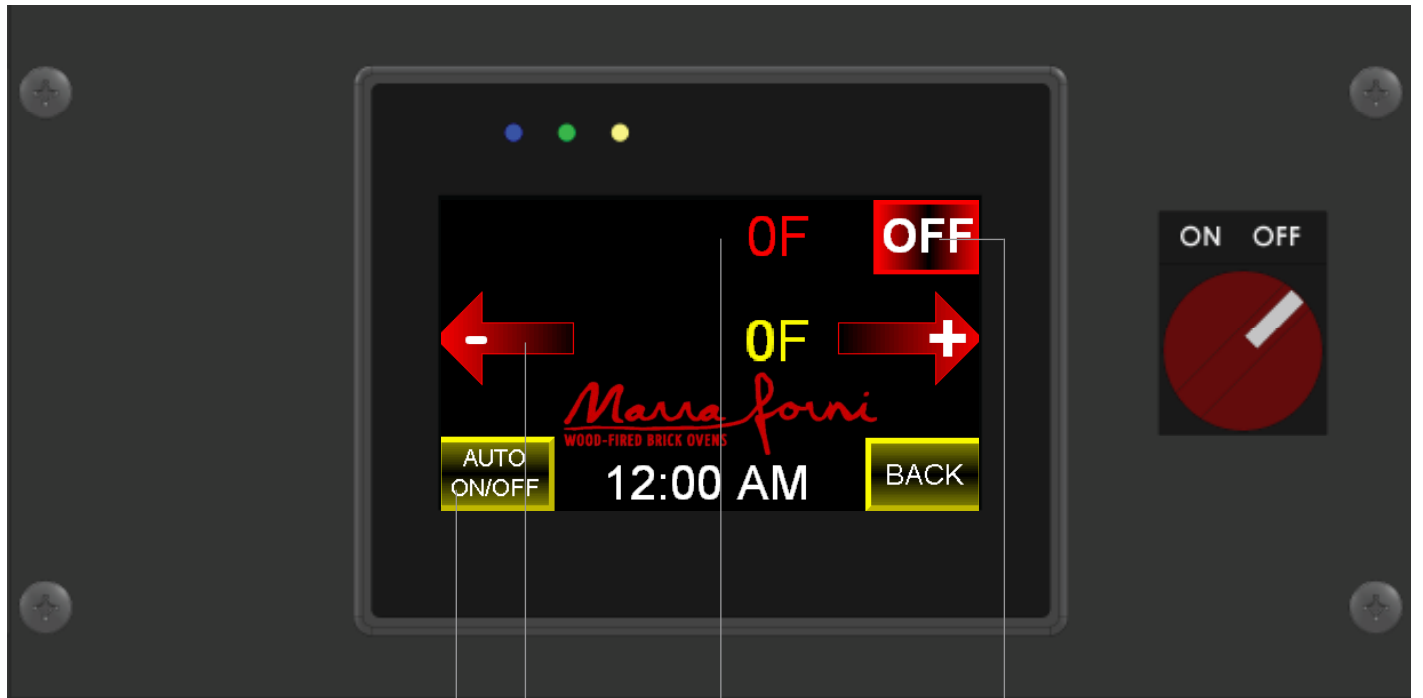 0F OFF
ON OFF
- 0F +
Marra forni
WOOD-FIRED BRICK OVENS
AUTO
ON/OFF
12:00 AM
BACK